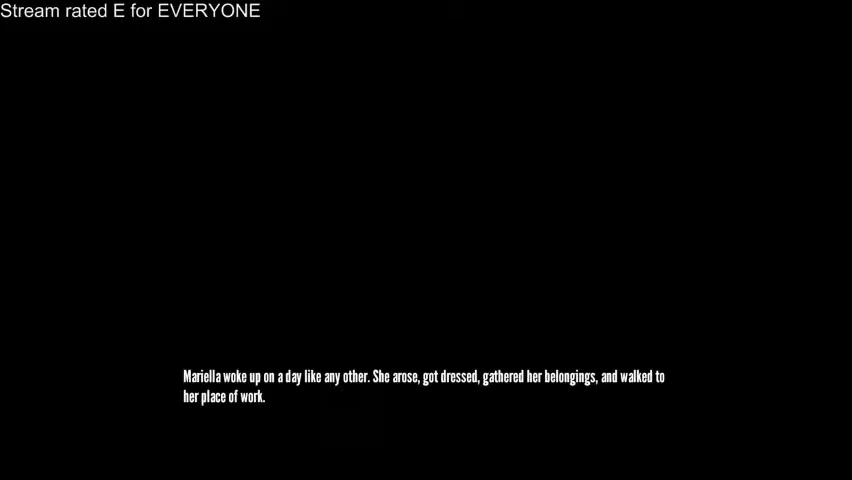 Stream rated E for EVERYONE
Mariella woke up on a day like any other. She arose, got dressed, gathered her belongings, and walked to
her place of work.